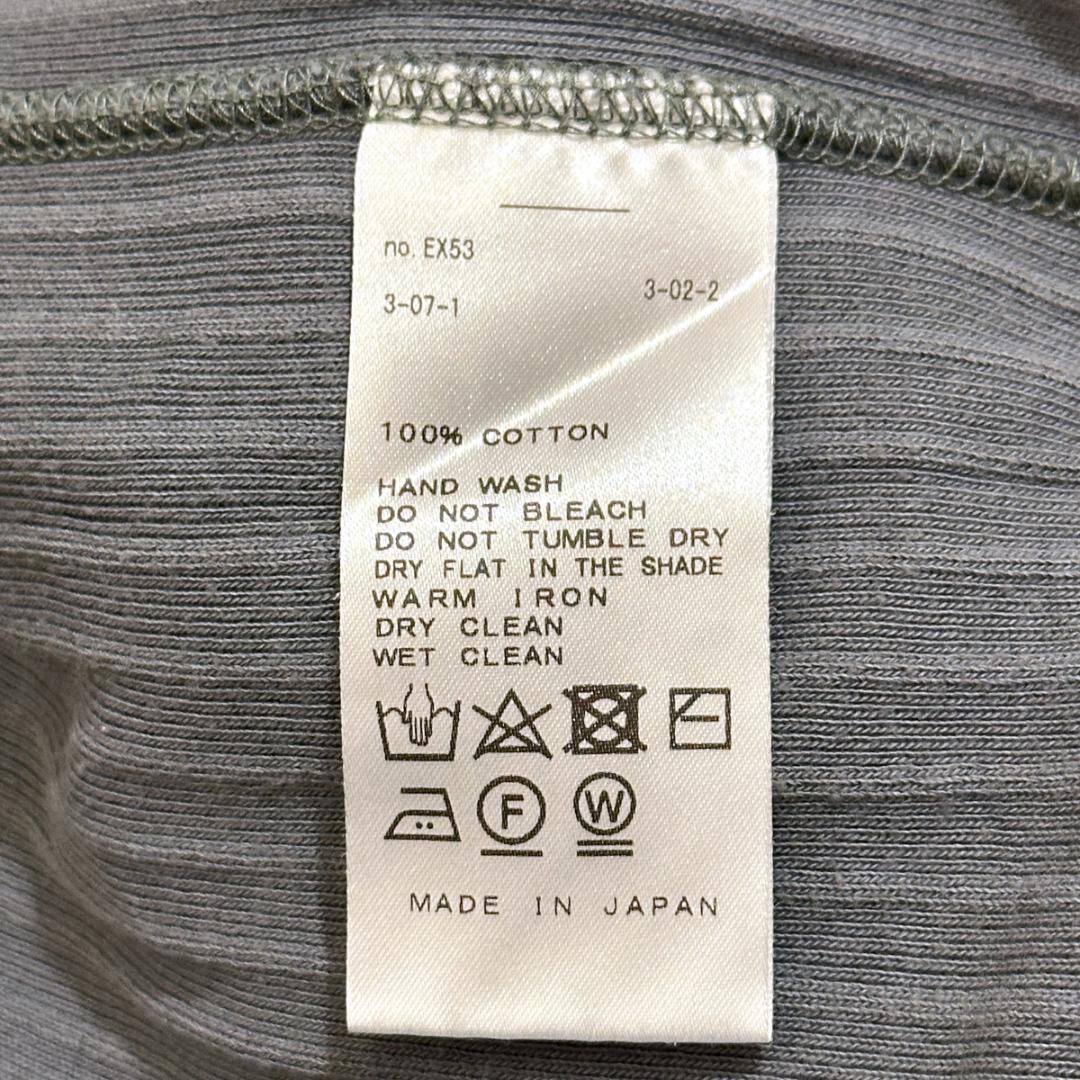 no. EX53
3-02-2
3-07-1
100% COTTON
HAND WASH
DO NOT BLEACH
DO NOT TUMBLE DRY
DRY FLAT IN THE SHADE
WARM IRON
DRY CLEAN
WET CLEAN
F W
MADE IN JAPAN